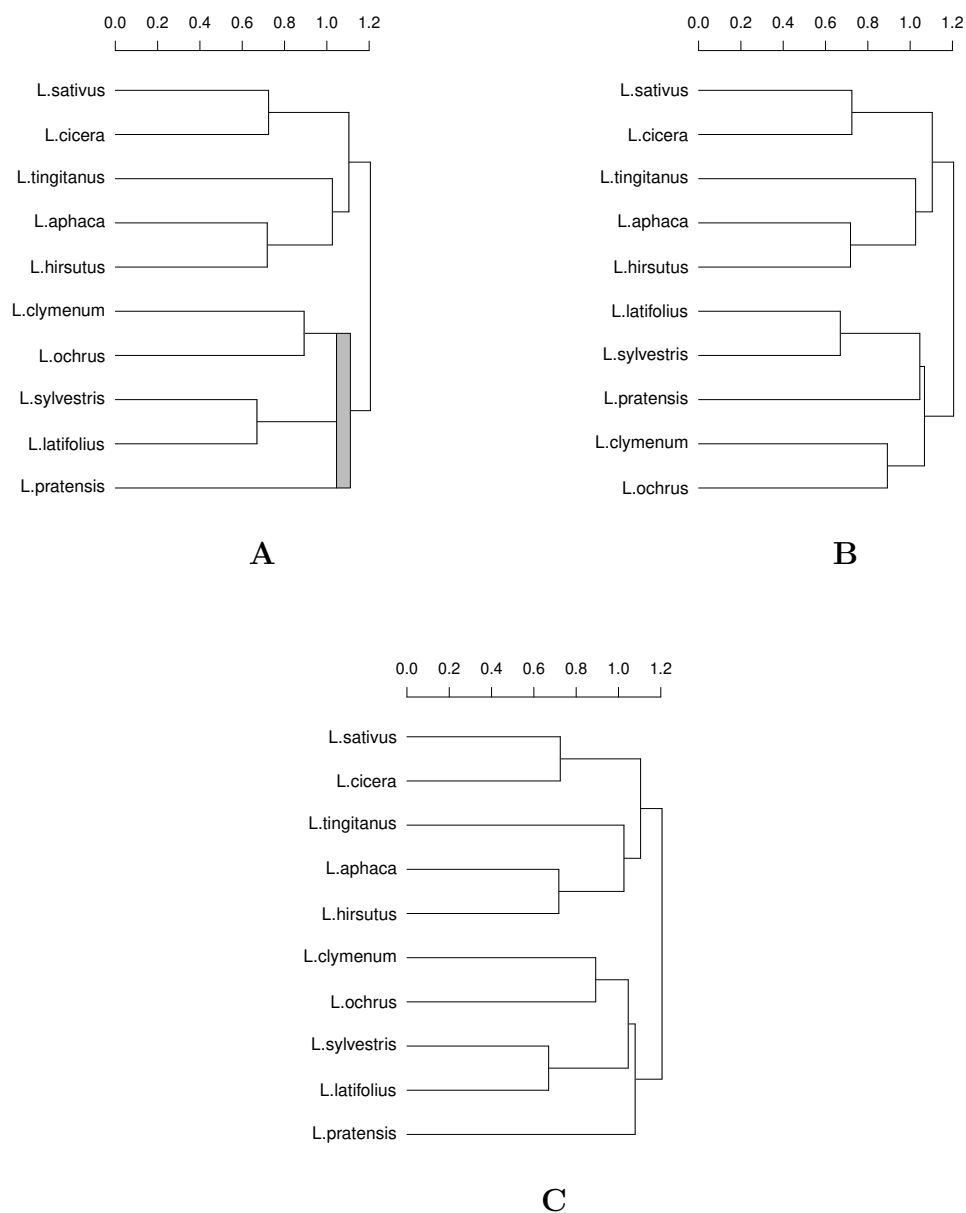 0.0 0.2 0.4 0.6 0.8 1.0 1.2
L.sativus
L.cicera
L.tingitanus
L.aphaca
L.hirsutus
L.clymenum
L.ochrus
L.sylvestris
L.latifolius
L.pratensis
A
0.0 0.2 0.4 0.6 0.8 1.0 1.2
L.sativus
L.cicera
L.tingitanus
L.aphaca
L.hirsutus
L.latifolius
L.sylvestris
L.pratensis
L.clymenum
L.ochrus
B
0.0 0.2 0.4 0.6 0.8 1.0 1.2
L.sativus
L.cicera
L.tingitanus
L.aphaca
L.hirsutus
L.clymenum
L.ochrus
L.sylvestris
L.latifolius
L.pratensis
C